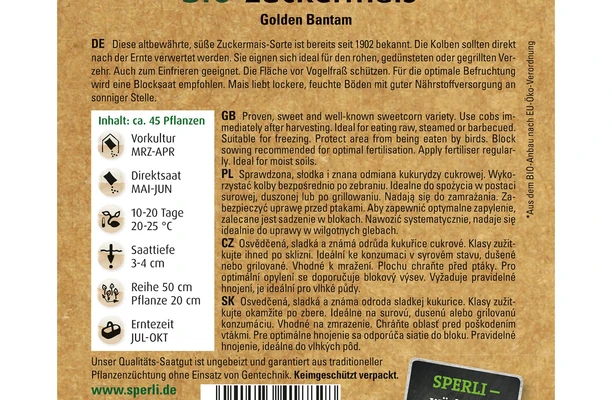 Bio-Zuckermais
Golden Bantam
DE Diese altbewährte, süße Zuckermais-Sorte ist bereits seit 1902 bekannt. Die Kolben sollten direkt
nach der Ernte verwertet werden. Sie eignen sich ideal für den rohen, gedünsteten oder gegrillten Ver-
zehr. Auch zum Einfrieren geeignet. Die Fläche vor Vogelfraß schützen. Für die optimale Befruchtung
wird eine Blocksaat empfohlen. Mais liebt lockere, feuchte Böden mit guter Nährstoffversorgung an
sonniger Stelle.
Inhalt: ca. 45 Pflanzen
Vorkultur
MRZ-APR
Direktsaat
MAI-JUN
10-20 Tage
20-25 °C
Saattiefe
3-4 cm
Reihe 50 cm
Pflanze 20 cm
Erntezeit
JUL-OKT
GB Proven, sweet and well-known sweetcorn variety. Use cobs im-
mediately after harvesting. Ideal for eating raw, steamed or barbecued.
Suitable for freezing. Protect area from being eaten by birds. Block
sowing recommended for optimal fertilisation. Apply fertiliser regular-
ly. Ideal for moist soils.
PL Sprawdzona, słodka i znana odmiana kukurydzy cukrowej. Wyko-
rzystać kolby bezpośrednio po zebraniu. Idealne do spożycia w postaci
surowej, duszonej lub po grillowaniu. Nadają się do zamrażania. Za-
bezpieczyć uprawę przed ptakami. Aby zapewnić optymalne zapylenie,
zalecane jest sadzenie w blokach. Nawozić systematycznie, nadaje się
idealnie do uprawy w wilgotnych glebach.
CZ Osvědčená, sladká a známá odrůda kukuřice cukrové. Klasy zužit-
kujte ihned po sklizni. Ideální ke konzumaci v syrovém stavu, dušené
nebo grilované. Vhodné k mražení. Plochu chraňte před ptáky. Pro
optimální opylení se doporučuje blokový výsev. Vyžaduje pravidelné
hnojení, je ideální pro vlhké půdy.
SK Osvedčená, sladká a známa odroda sladkej kukurice. Klasy zužit-
kujte okamžite po zbere. Ideálne na surovú, dusenú alebo grilovanú
konzumáciu. Vhodné na zmrazenie. Chráňte oblasť pred poškodením
vtákmi. Pre optimálne hnojenie sa odporúča siatie do bloku. Pravidelné
hnojenie, ideálne do vlhkých pôd.
*Aus dem BIO-Anbau nach EU-Öko-Verordnung
Unser Qualitäts-Saatgut ist ungebeizt und garantiert aus traditioneller
Pflanzenzüchtung ohne Einsatz von Gentechnik. Keimgeschützt verpackt.
www.sperli.de
SPERLI –